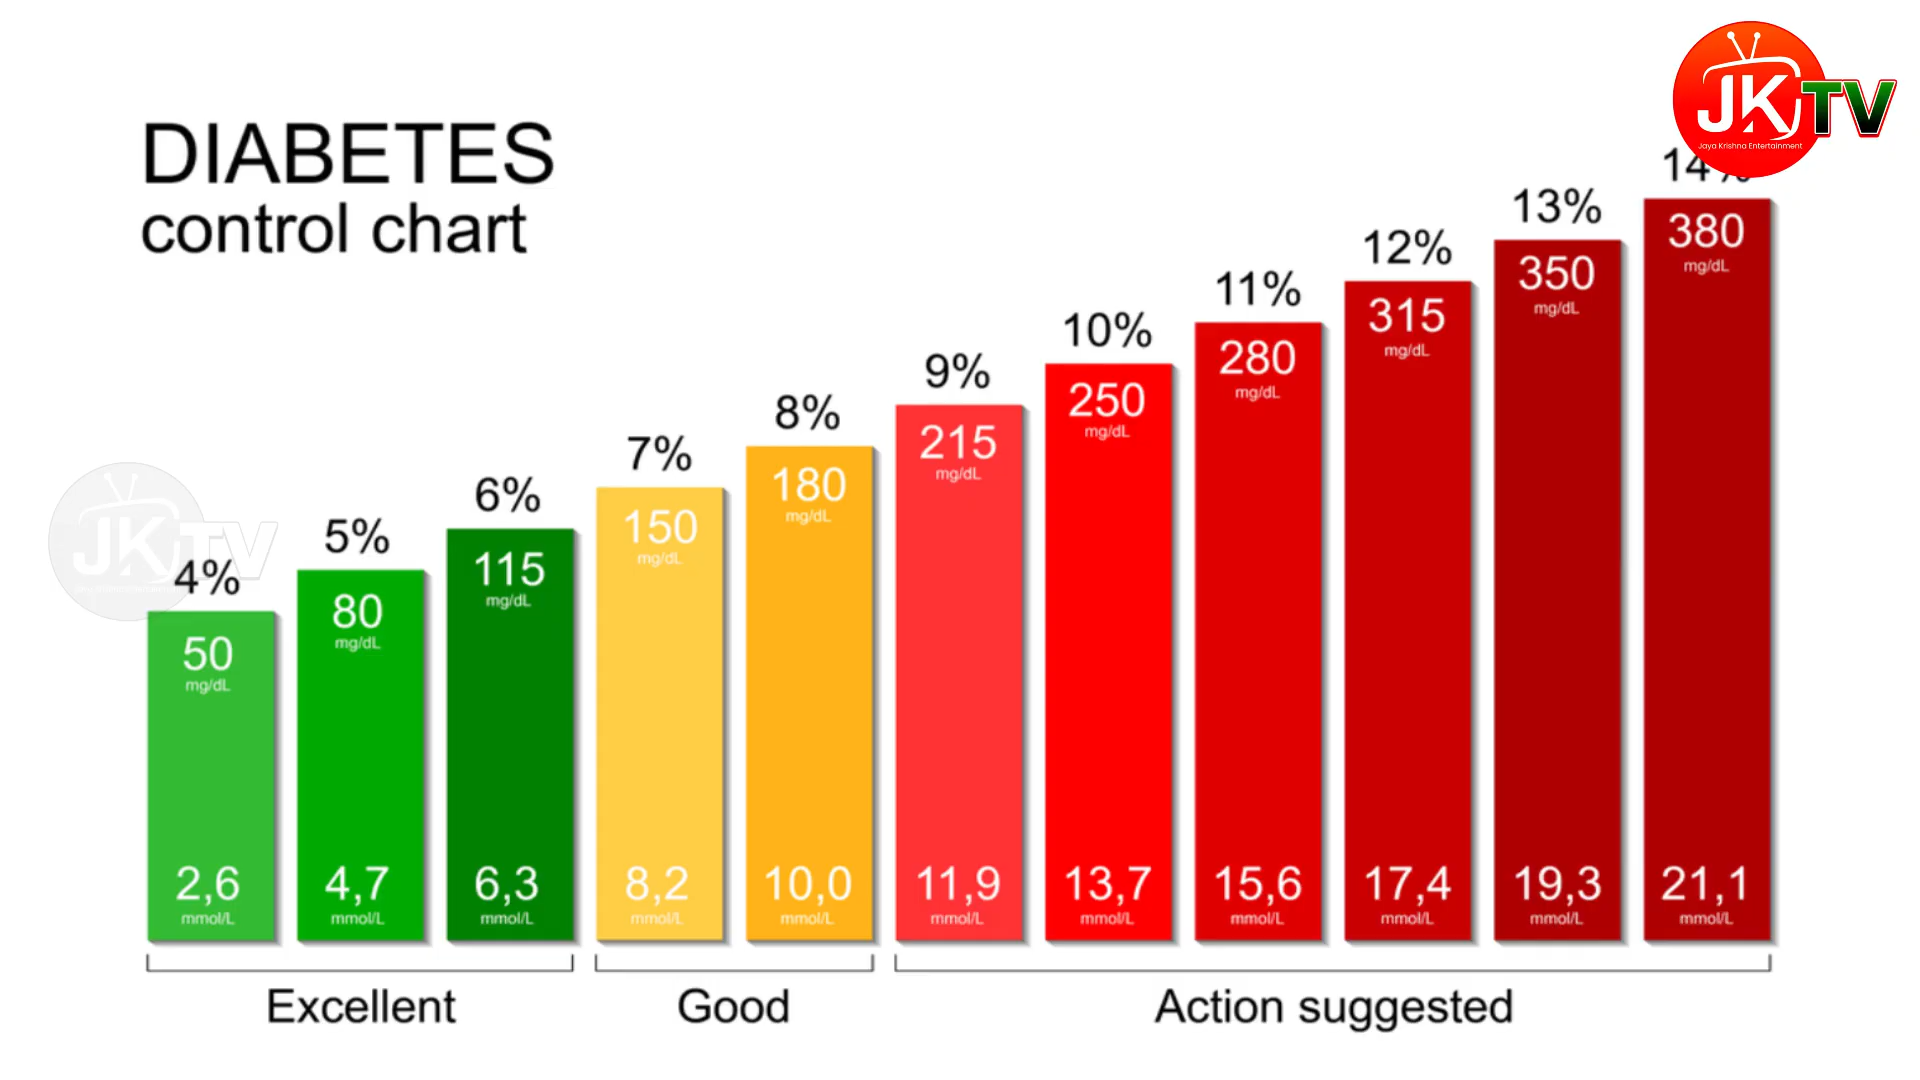 JKTV
Jaya Krishna Entertainment
DIABETES
control chart
4%
5%
6%
7%
8%
9%
10%
11%
12%
13%
50
mg/dL
80
mg/dL
115
mg/dL
150
mg/dL
180
mg/dL
215
mg/dL
250
mg/dL
280
mg/dL
315
mg/dL
350
mg/dL
380
mg/dL
JKTV
2,6
mmol/L
4,7
mmol/L
6,3
mmol/L
8,2
mmol/L
10,0
mmol/L
11,9
mmol/L
13,7
mmol/L
15,6
mmol/L
17,4
mmol/L
19,3
mmol/L
21,1
mmol/L
Excellent
Good
Action suggested